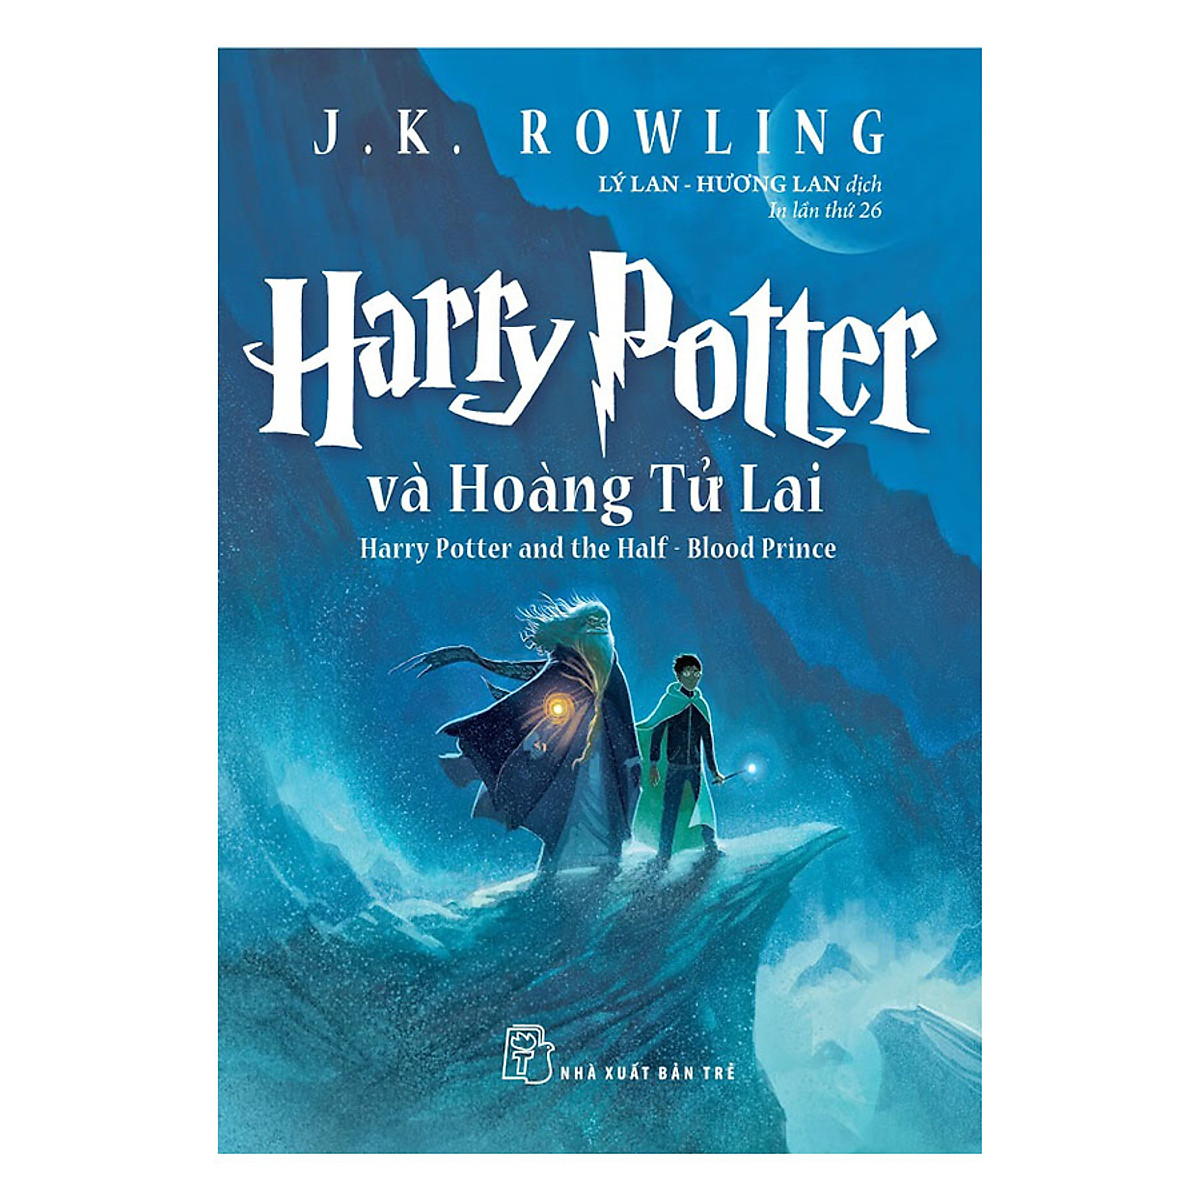 J.K. ROWLING
LÝ LAN - HƯƠNG LAN dịch
In lần thứ 26
Harry Potter
và Hoàng Tử Lai
Harry Potter and the Half - Blood Prince
NHÀ XUẤT BẢN TRẺ